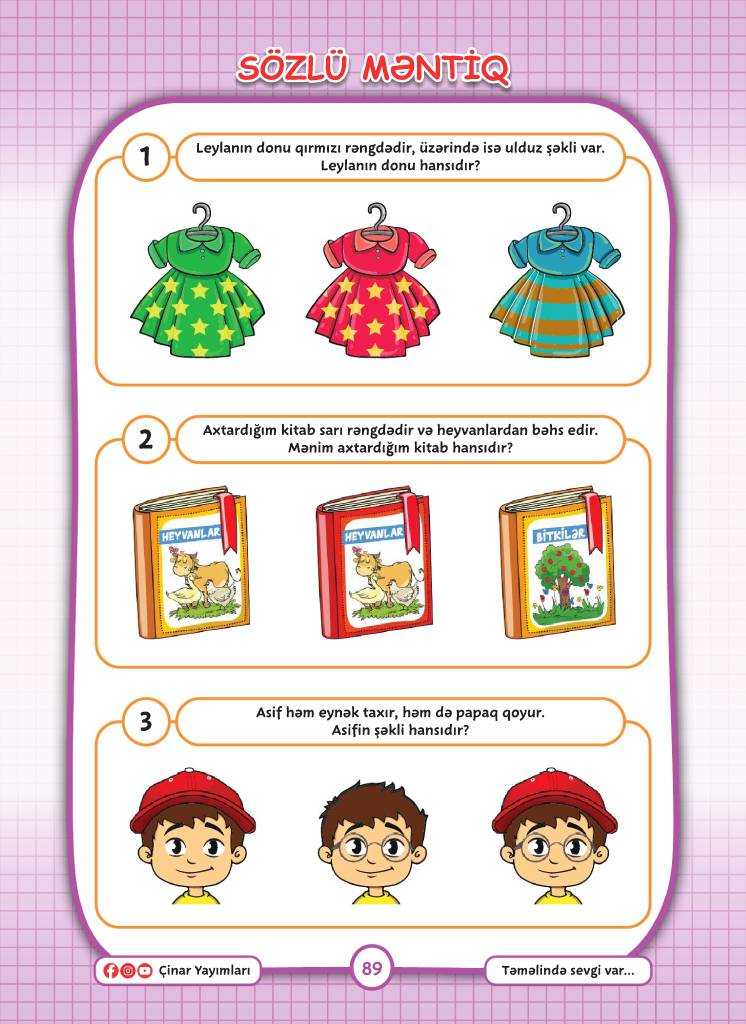 SÖZLÜ MƏNTİQ
1
Leylanın donu qırmızı rəngdədir, üzərində isə ulduz şəkli var.
Leylanın donu hansıdır?
2
Axtardığım kitab sarı rəngdədir və heyvanlardan bəhs edir.
Mənim axtardığım kitab hansıdır?
HEYVANLAR
HEYVANLAR
BİTKİLƏR
3
Asif həm eynək taxır, həm də papaq qoyur.
Asifin şəkli hansıdır?
Çinar Yayımları
89
Təməlində sevgi var...